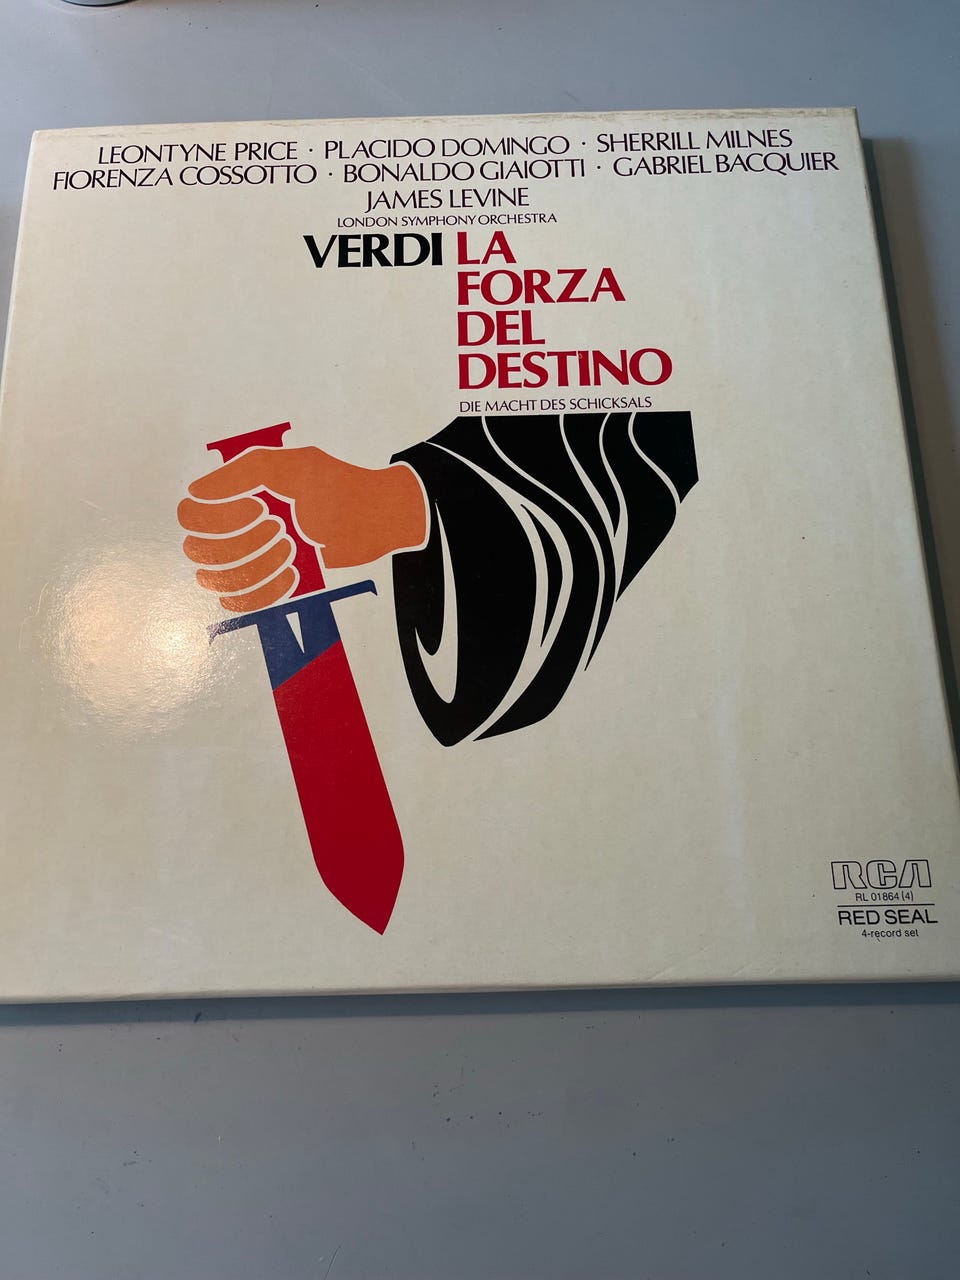 LEONTYNE PRICE · PLACIDO DOMINGO · SHERRILL MILNES
FIORENZA COSSOTTO · BONALDO GIAIOTTI · GABRIEL BACQUIER
JAMES LEVINE
LONDON SYMPHONY ORCHESTRA
VERDI LA
FORZA
DEL
DESTINO
DIE MACHT DES SCHICKSALS
RCA
RL 01864 (4)
RED SEAL
4-record set